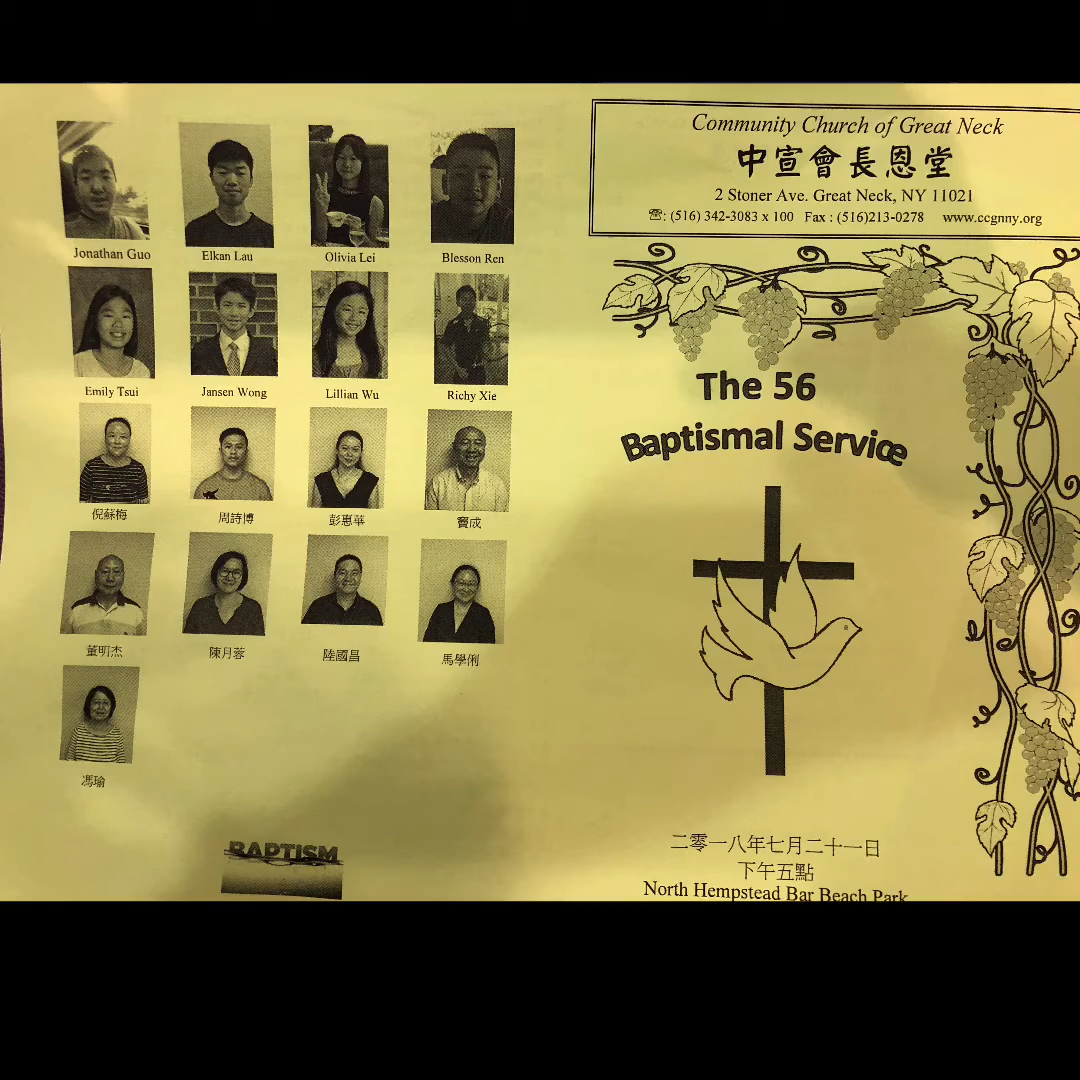 Jonathan Guo
Elkan Lau
Olivia Lei
Blesson Ren
Emily Tsui
Jansen Wong
Lillian Wu
Richy Xie
倪蘇梅
周詩博
彭惠華
竇成
董明杰
陳月蓉
陸國昌
馬學俐
馮瑜
BAPTISM
Community Church of Great Neck
中宣會長恩堂
2 Stoner Ave. Great Neck, NY 11021
☏: (516) 342-3083 x 100 Fax : (516)213-0278 www.ccgnny.org
The 56
Baptismal Service
二零一八年七月二十一日
下午五點
North Hempstead Bar Beach Park